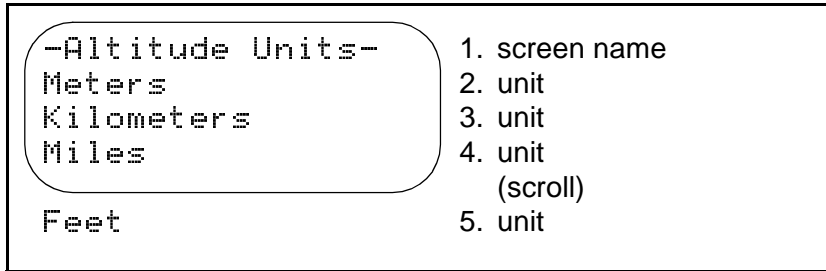 -Altitude Units- 1. screen name
Meters 2. unit
Kilometers 3. unit
Miles 4. unit
(scroll)
Feet 5. unit